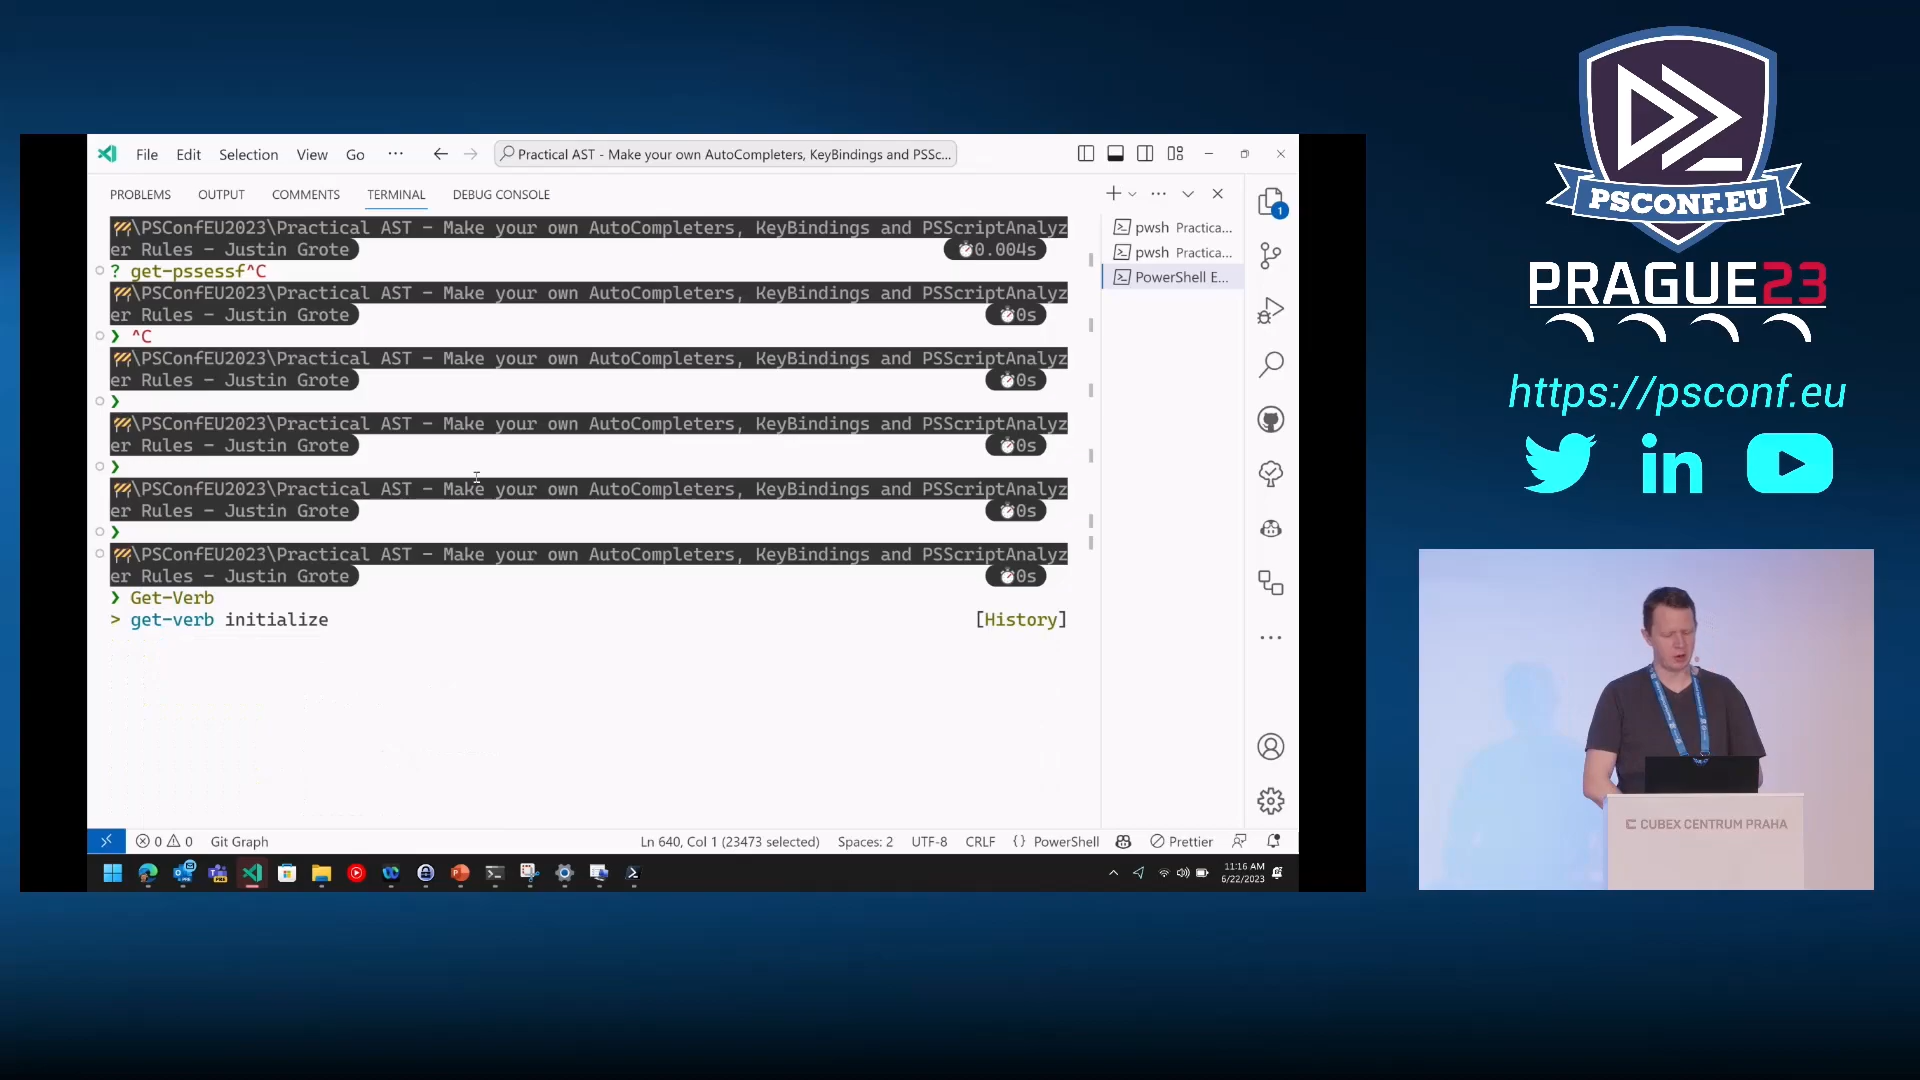 File Edit Selection View Go ··· Practical AST - Make your own AutoCompleters, KeyBindings and PSSc...
PROBLEMS OUTPUT COMMENTS TERMINAL DEBUG CONSOLE
\PSConfEU2023\Practical AST - Make your own AutoCompleters, KeyBindings and PSScriptAnalyz
er Rules - Justin Grote 0.004s
? get-pssessf^C
\PSConfEU2023\Practical AST - Make your own AutoCompleters, KeyBindings and PSScriptAnalyz
er Rules - Justin Grote 0s
❯ ^C
\PSConfEU2023\Practical AST - Make your own AutoCompleters, KeyBindings and PSScriptAnalyz
er Rules - Justin Grote 0s
❯
\PSConfEU2023\Practical AST - Make your own AutoCompleters, KeyBindings and PSScriptAnalyz
er Rules - Justin Grote 0s
❯
\PSConfEU2023\Practical AST - Make your own AutoCompleters, KeyBindings and PSScriptAnalyz
er Rules - Justin Grote 0s
❯
\PSConfEU2023\Practical AST - Make your own AutoCompleters, KeyBindings and PSScriptAnalyz
er Rules - Justin Grote 0s
❯ Get-Verb
> get-verb initialize [History]
pwsh Practica...
pwsh Practica...
PowerShell E...
1
0 0 Git Graph Ln 640, Col 1 (23473 selected) Spaces: 2 UTF-8 CRLF {} PowerShell Prettier
11:16 AM
6/22/2023
PSCONF.EU
PRAGUE23
https://psconf.eu
in
CUBEX CENTRUM PRAHA